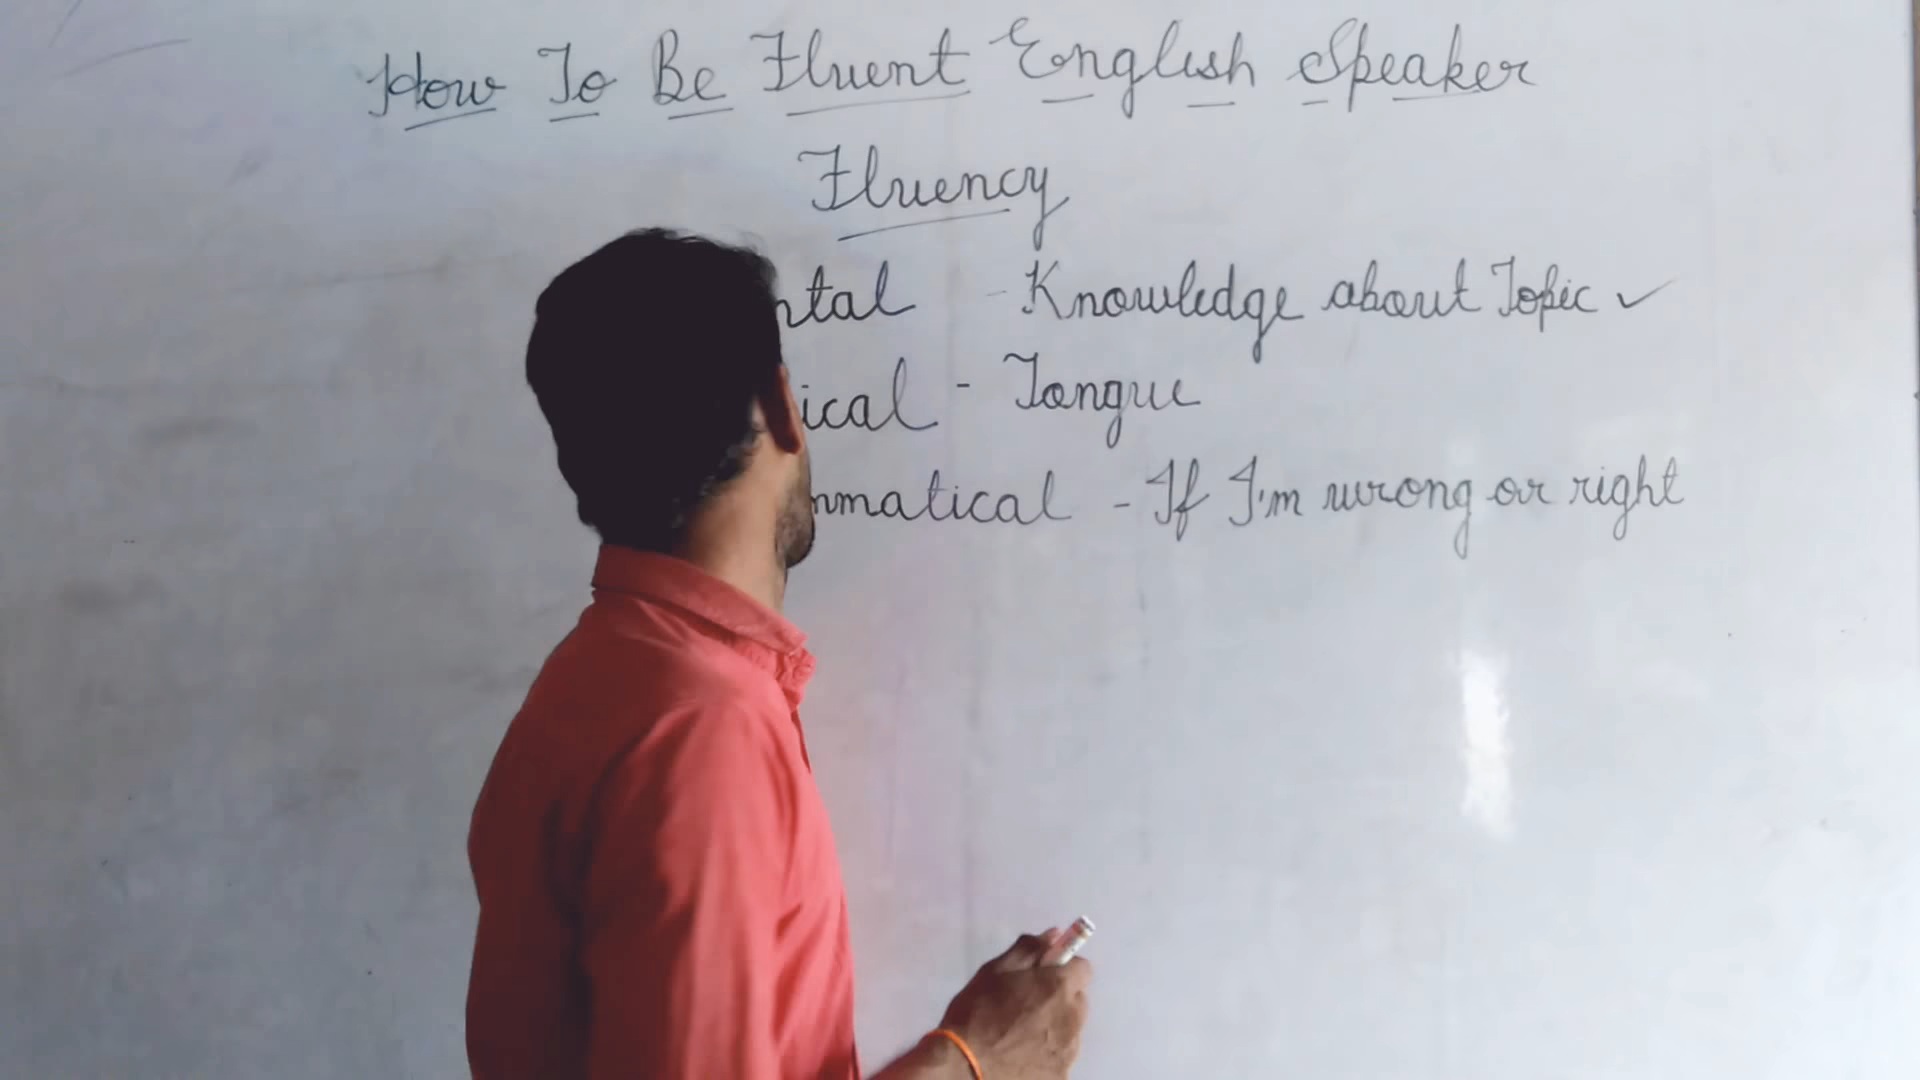 How To Be Fluent English Speaker
Fluency
ntal - Knowledge about Topic ✓
ical - Tongue
mmatical - If I'm wrong or right